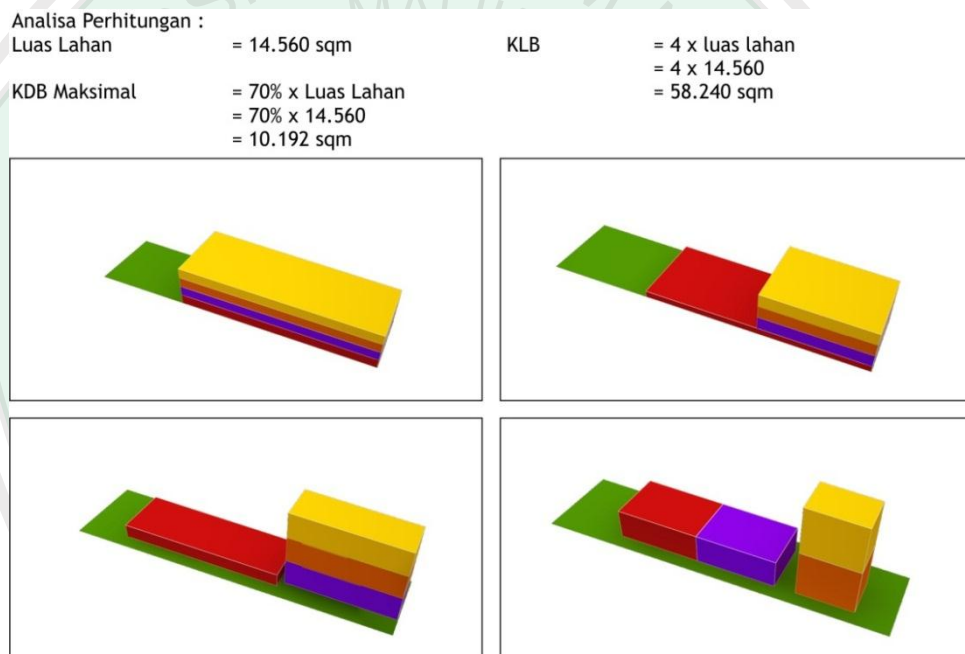 Analisa Perhitungan :
Luas Lahan = 14.560 sqm
KDB Maksimal = 70% x Luas Lahan
= 70% x 14.560
= 10.192 sqm
KLB = 4 x luas lahan
= 4 x 14.560
= 58.240 sqm